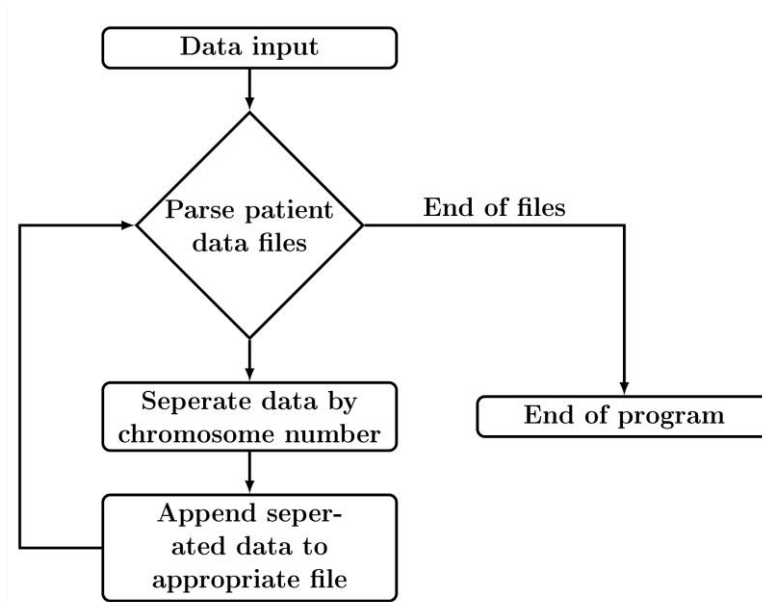 Data input
Parse patient
data files
End of files
Seperate data by
chromosome number
End of program
Append seper-
ated data to
appropriate file